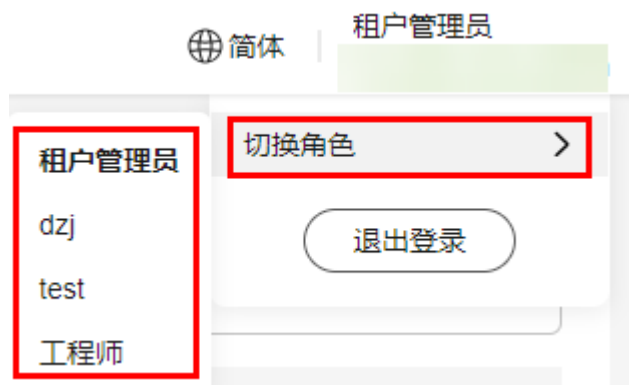 简体
租户管理员
切换角色
退出登录
租户管理员
dzj
test
工程师